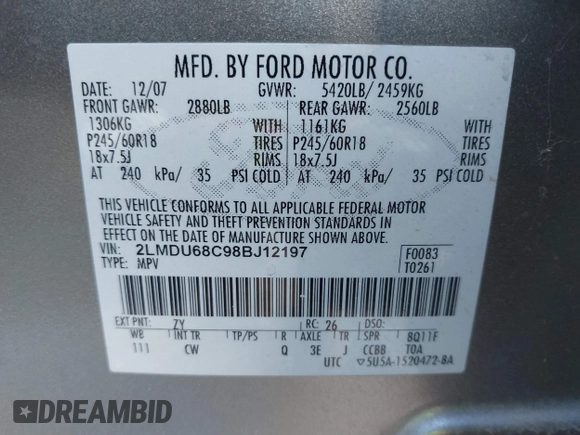 MFD. BY FORD MOTOR CO.
DATE: 12/07 GVWR: 5420LB/ 2459KG
FRONT GAWR: 2880LB REAR GAWR: 2560LB
1306KG WITH 1161KG WITH
P245/60R18 TIRES P245/60R18 TIRES
18x7.5J RIMS 18x7.5J RIMS
AT 240 kPa/ 35 PSI COLD AT 240 kPa/ 35 PSI COLD
THIS VEHICLE CONFORMS TO ALL APPLICABLE FEDERAL MOTOR
VEHICLE SAFETY AND THEFT PREVENTION STANDARDS IN
EFFECT ON THE DATE OF MANUFACTURE SHOWN ABOVE.
VIN: 2LMDU68C98BJ12197 F0083
TYPE: MPV T0261
EXT PNT: ZY RC: 26 DSO:
WB INT TR TP/PS R AXLE TR SPR 8Q11F
111 CW Q 3E J CCBB TOA
UTC ▽5U5A-1520472-BA
DREAMBID